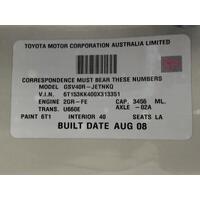 TOYOTA MOTOR CORPORATION AUSTRALIA LIMITED
CORRESPONDENCE MUST BEAR THESE NUMBERS
MODEL GSV40R-JETNKQ
V.I.N. 6T153KK400X313351
ENGINE 2GR-FE CAP. 3456 ML.
TRANS. U660E AXLE -02A
PAINT 6T1 INTERIOR 40 SEATS LA
BUILT DATE AUG 08